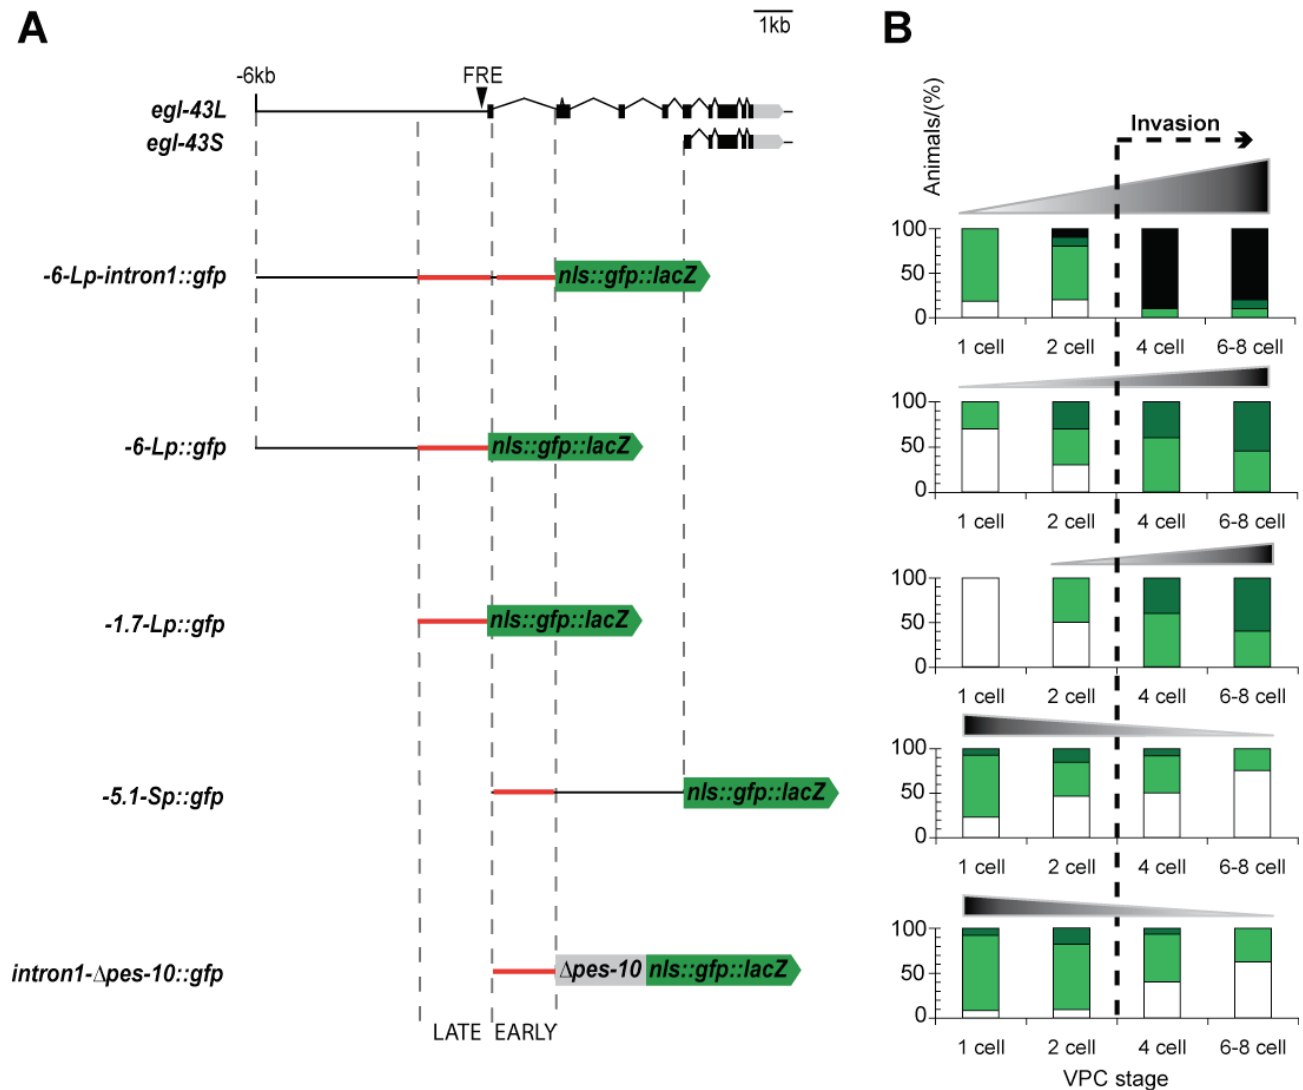 A
1kb
B
-6kb
FRE
egl-43L
egl-43S
Invasion
Animals/(%)
-6-Lp-intron1::gfp
nls::gfp::lacZ
100
50
0
1 cell
2 cell
4 cell
6-8 cell
-6-Lp::gfp
nls::gfp::lacZ
100
50
0
1 cell
2 cell
4 cell
6-8 cell
-1.7-Lp::gfp
nls::gfp::lacZ
100
50
0
1 cell
2 cell
4 cell
6-8 cell
-5.1-Sp::gfp
nls::gfp::lacZ
100
50
0
1 cell
2 cell
4 cell
6-8 cell
intron1-Δpes-10::gfp
Δpes-10
nls::gfp::lacZ
100
50
0
1 cell
2 cell
4 cell
6-8 cell
LATE
EARLY
VPC stage